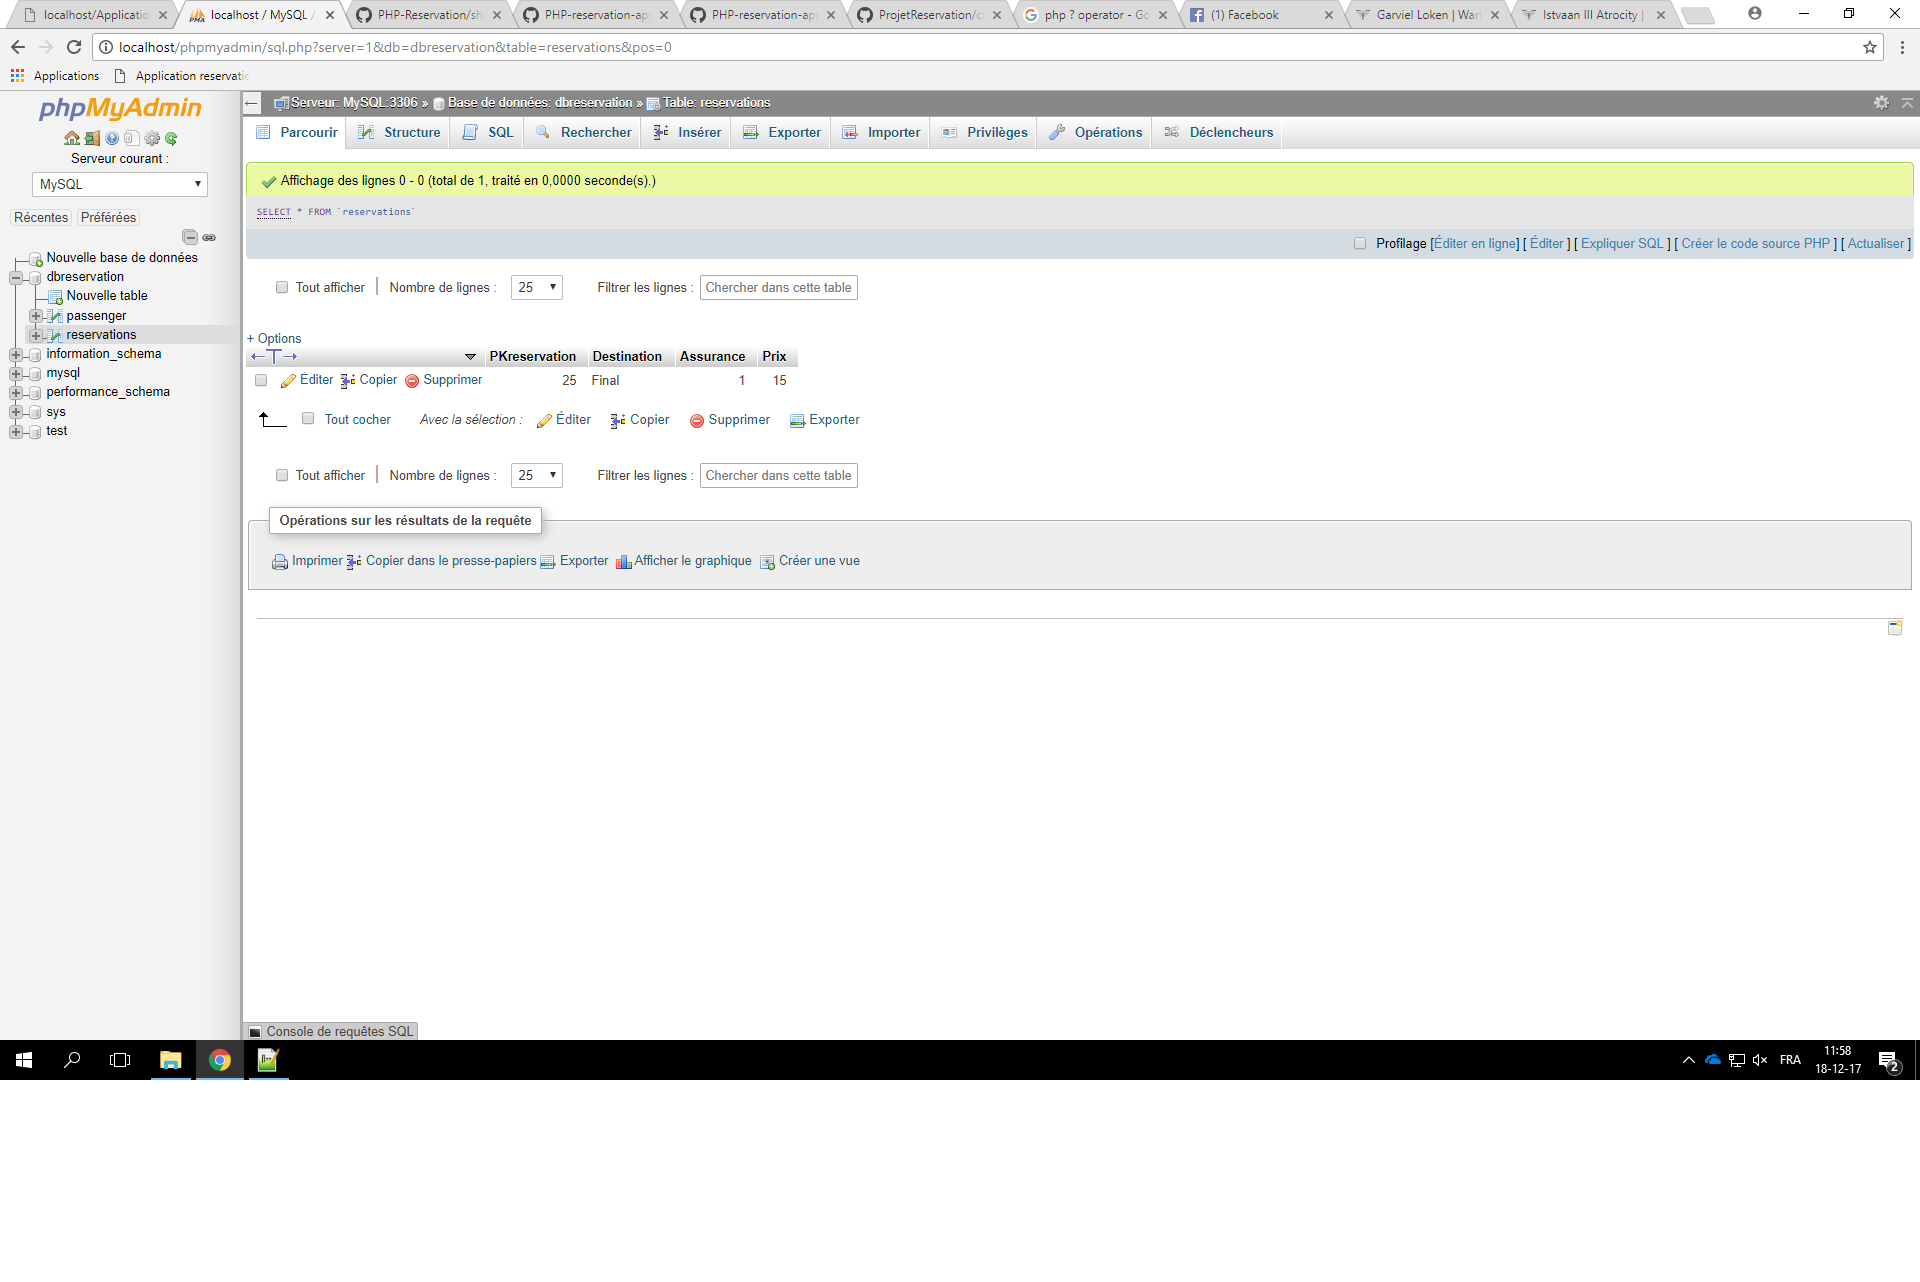 localhost/Applicatio
localhost / MySQL /
PHP-Reservation/sh
PHP-reservation-ap
PHP-reservation-ap
ProjetReservation/c
php ? operator - Go
(1) Facebook
Garviel Loken | War
Istvaan III Atrocity |
localhost/phpmyadmin/sql.php?server=1&db=dbreservation&table=reservations&pos=0
Applications
Application reservati
phpMyAdmin
Serveur courant :
MySQL
Récentes Préférées
Nouvelle base de données
dbreservation
Nouvelle table
passenger
reservations
information_schema
mysql
performance_schema
sys
test
Serveur: MySQL:3306 » Base de données: dbreservation » Table: reservations
Parcourir Structure SQL Rechercher Insérer Exporter Importer Privilèges Opérations Déclencheurs
Affichage des lignes 0 - 0 (total de 1, traité en 0,0000 seconde(s).)
SELECT * FROM `reservations`
Profilage [Éditer en ligne] [ Éditer ] [ Expliquer SQL ] [ Créer le code source PHP ] [ Actualiser ]
Tout afficher | Nombre de lignes : 25 Filtrer les lignes : Chercher dans cette table
+ Options
←T→ PKreservation Destination Assurance Prix
Éditer Copier Supprimer 25 Final 1 15
Tout cocher Avec la sélection : Éditer Copier Supprimer Exporter
Tout afficher | Nombre de lignes : 25 Filtrer les lignes : Chercher dans cette table
Opérations sur les résultats de la requête
Imprimer Copier dans le presse-papiers Exporter Afficher le graphique Créer une vue
Console de requêtes SQL
FRA
11:58
18-12-17
2